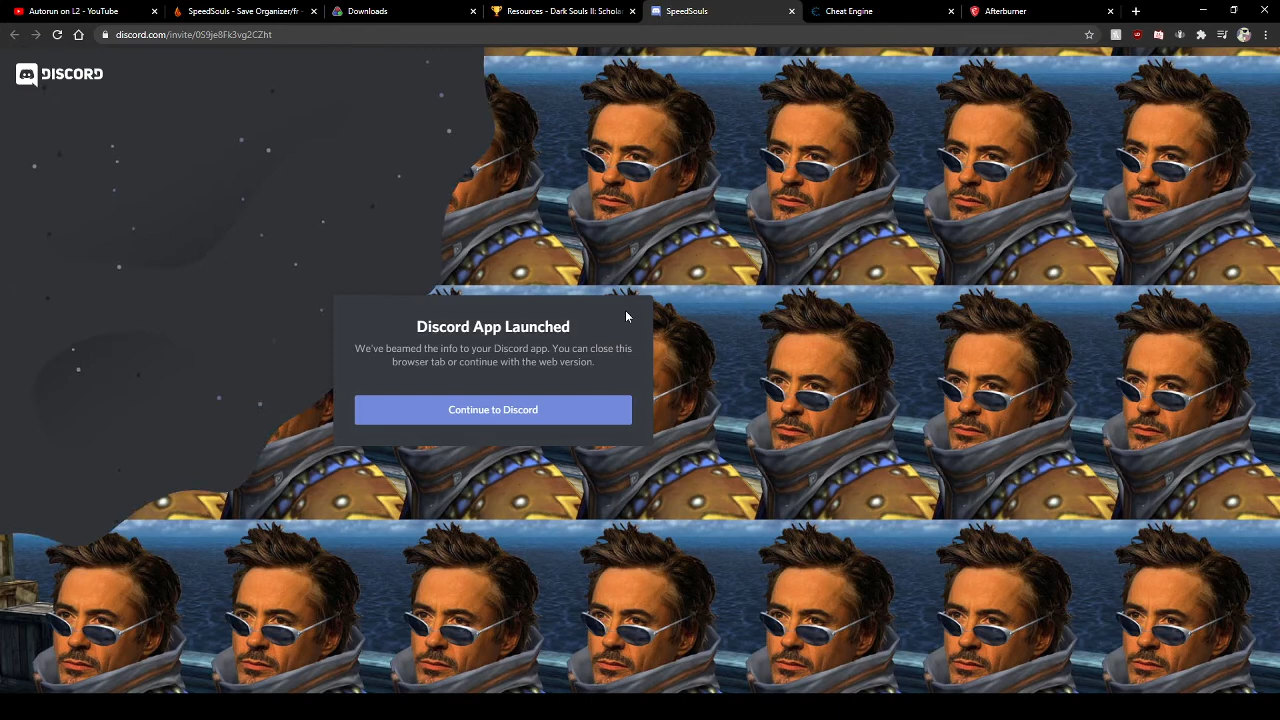 Autorun on L2 - YouTube
SpeedSouls - Save Organizer/fr -
Downloads
Resources - Dark Souls II: Schola
SpeedSouls
Cheat Engine
Afterburner
discord.com/invite/0S9je8Fk3vg2CZht
DISCORD
Discord App Launched
We've beamed the info to your Discord app. You can close this
browser tab or continue with the web version.
Continue to Discord